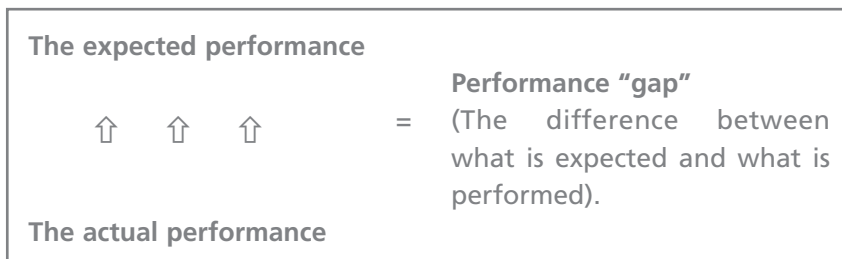 The expected performance
Performance “gap”
⇧ ⇧ ⇧ = (The difference between
what is expected and what is
performed).
The actual performance